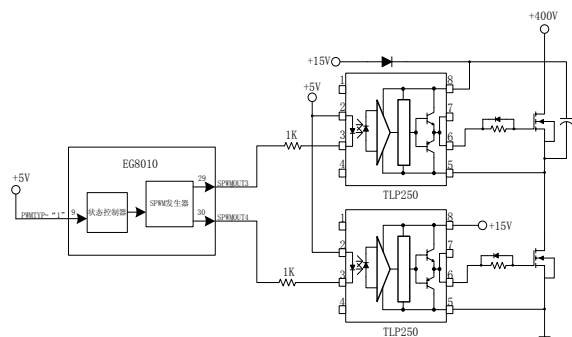 +400V
+15V
+5V
1
2
3
4
8
7
6
5
TLP250
1K
EG8010
+5V
PWMTYP="1"
9
状态控制器
SPWM发生器
29
SPWMOUT3
30
SPWMOUT4
1K
1
2
3
4
8
7
6
5
+15V
TLP250